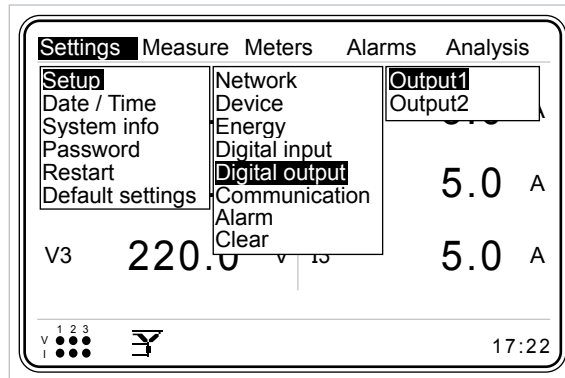 Settings Measure Meters Alarms Analysis
Setup Network Output1
Date / Time Device Output2
System info Energy
Password Digital input
Restart Digital output 5.0 A
Default settings Communication
Alarm
Clear
V3 220.0 V I3 5.0 A
1 2 3
V
I 17:22